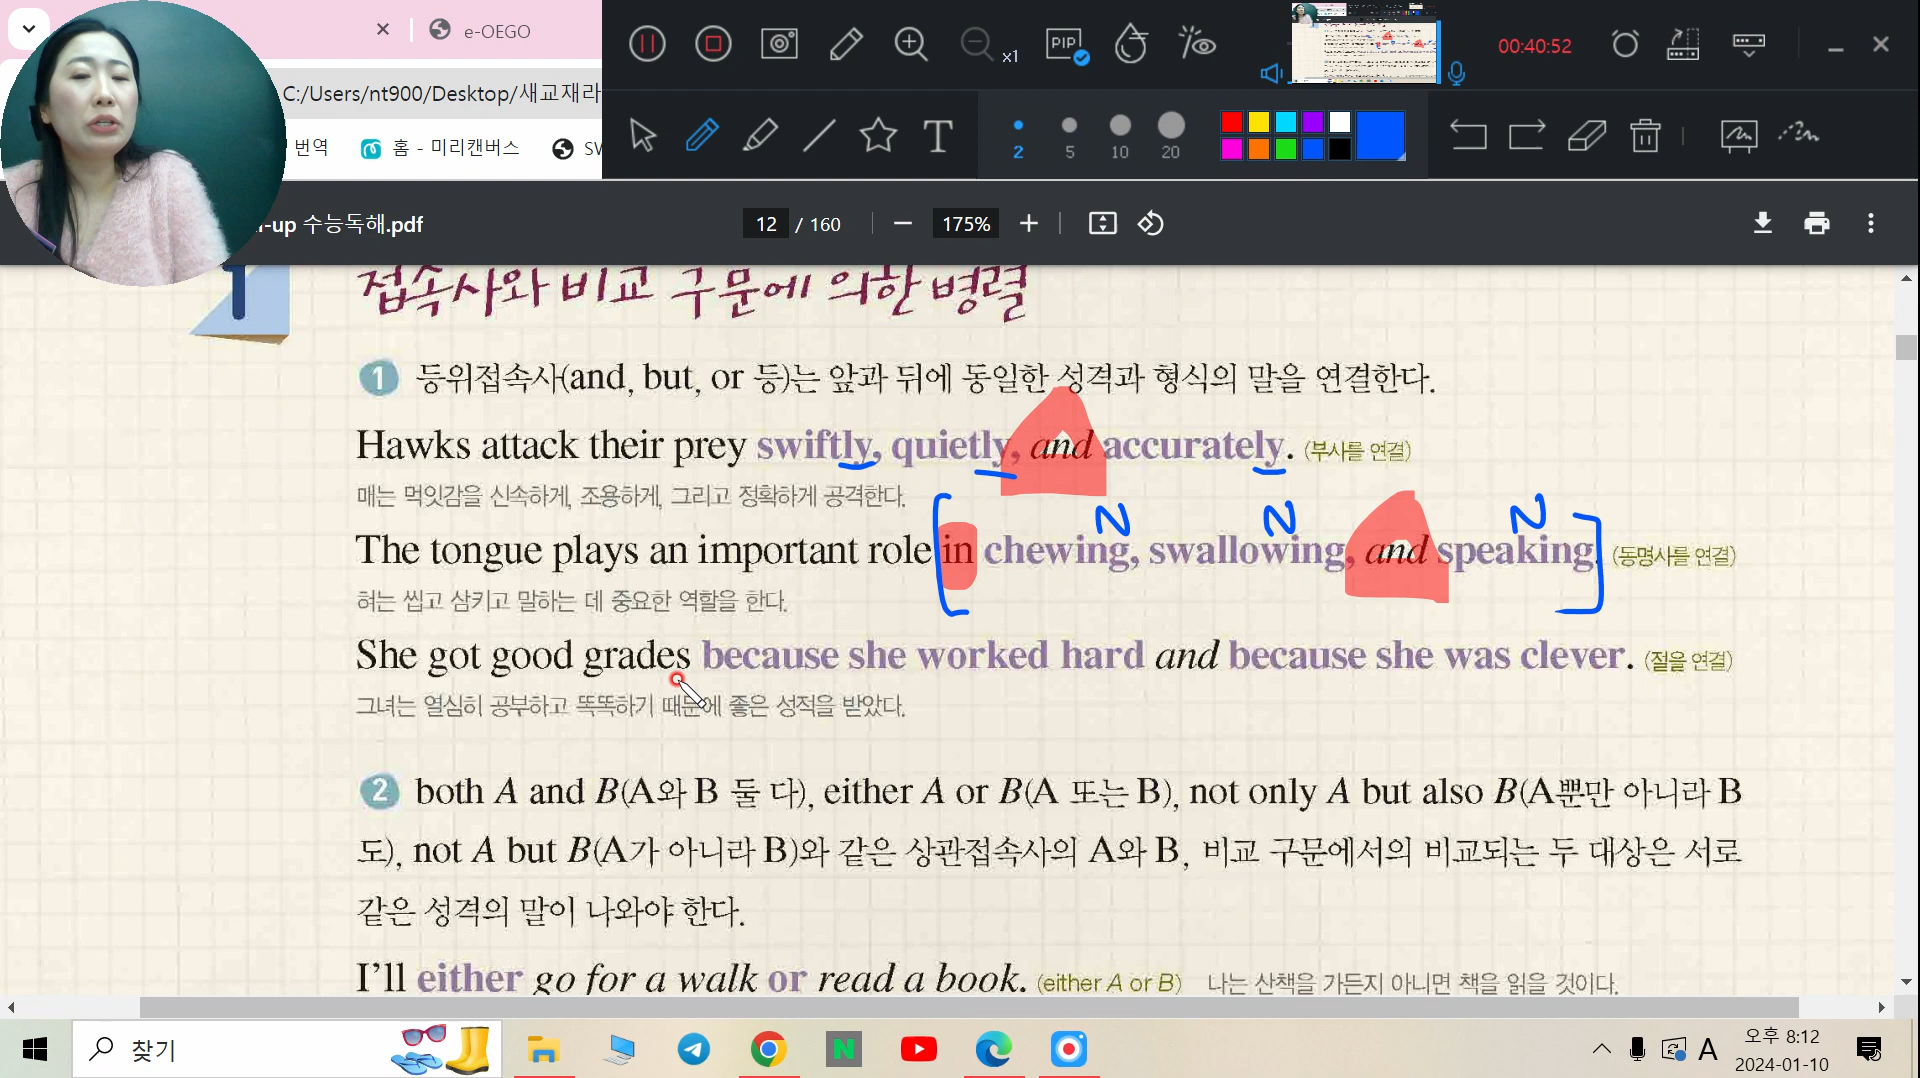 e-OEGO
x1
PIP
00:40:52
C:/Users/nt900/Desktop/새교재라
번역
홈 - 미리캔버스
T
2
5
10
20
-up 수능독해.pdf
12 / 160
175%
1
접속사와 비교 구문에 의한 병렬
1 등위접속사(and, but, or 등)는 앞과 뒤에 동일한 성격과 형식의 말을 연결한다.
Hawks attack their prey swiftly, quietly, and accurately. (부사를 연결)
매는 먹잇감을 신속하게, 조용하게, 그리고 정확하게 공격한다.
N N N
The tongue plays an important role in chewing, swallowing, and speaking. (동명사를 연결)
혀는 씹고 삼키고 말하는 데 중요한 역할을 한다.
She got good grades because she worked hard and because she was clever. (절을 연결)
그녀는 열심히 공부하고 똑똑하기 때문에 좋은 성적을 받았다.
2 both A and B(A와 B 둘 다), either A or B(A 또는 B), not only A but also B(A뿐만 아니라 B
도), not A but B(A가 아니라 B)와 같은 상관접속사의 A와 B, 비교 구문에서의 비교되는 두 대상은 서로
같은 성격의 말이 나와야 한다.
I'll either go for a walk or read a book. (either A or B) 나는 산책을 가든지 아니면 책을 읽을 것이다.
찾기
N
A
오후 8:12
2024-01-10